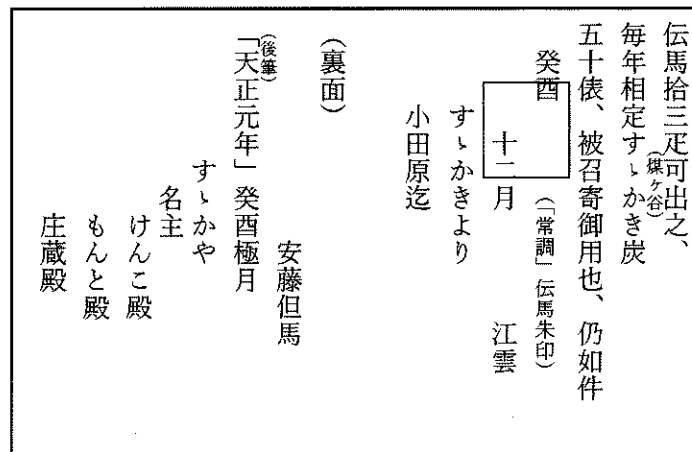 伝馬拾三疋可出之、
毎年相定すゝかき炭
(煤ヶ谷)
五十俵、被召寄御用也、仍如件
癸酉
(「常調」伝馬朱印)
十二月 江雲
すゝかきより
小田原迄
(裏面)
安藤但馬
(後筆)
「天正元年」癸酉極月
すゝかや
名主
けんこ殿
もんと殿
庄蔵殿